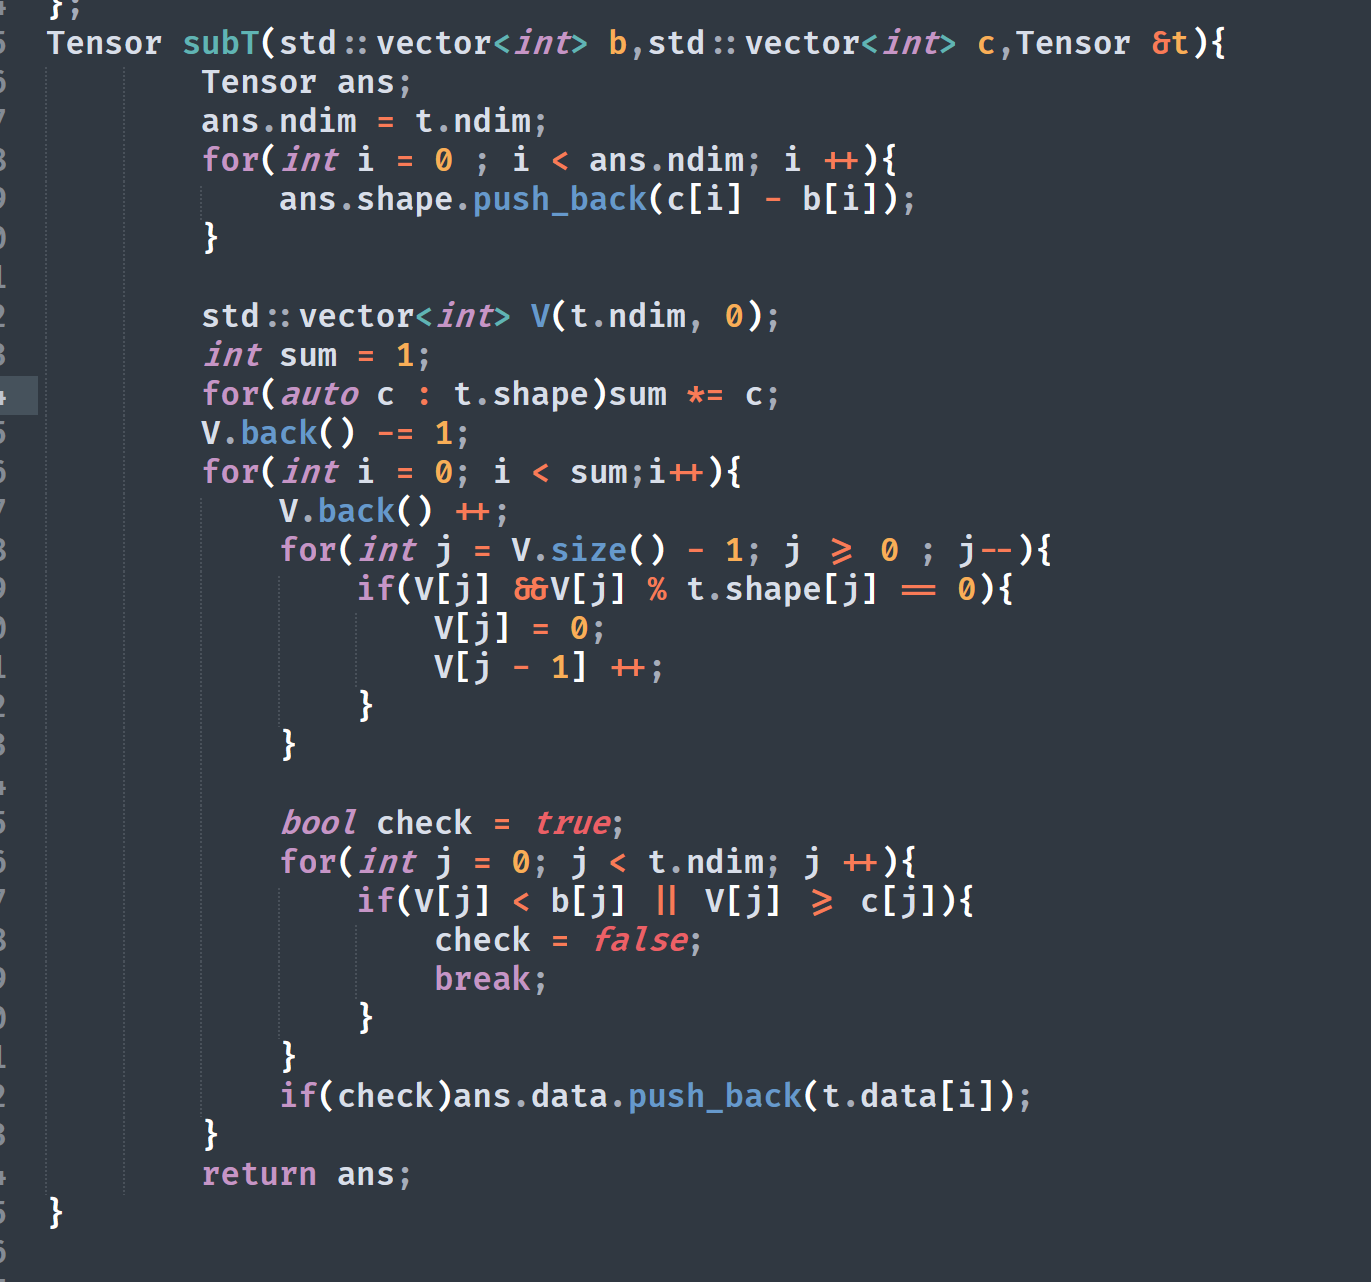 };
Tensor subT(std::vector<int> b,std::vector<int> c,Tensor &t){
Tensor ans;
ans.ndim = t.ndim;
for(int i = 0 ; i < ans.ndim; i ++){
ans.shape.push_back(c[i] - b[i]);
}
std::vector<int> V(t.ndim, 0);
int sum = 1;
for(auto c : t.shape)sum *= c;
V.back() -= 1;
for(int i = 0; i < sum;i++){
V.back() ++;
for(int j = V.size() - 1; j >= 0 ; j--){
if(V[j] &&V[j] % t.shape[j] == 0){
V[j] = 0;
V[j - 1] ++;
}
}
bool check = true;
for(int j = 0; j < t.ndim; j ++){
if(V[j] < b[j] || V[j] >= c[j]){
check = false;
break;
}
}
if(check)ans.data.push_back(t.data[i]);
}
return ans;
}